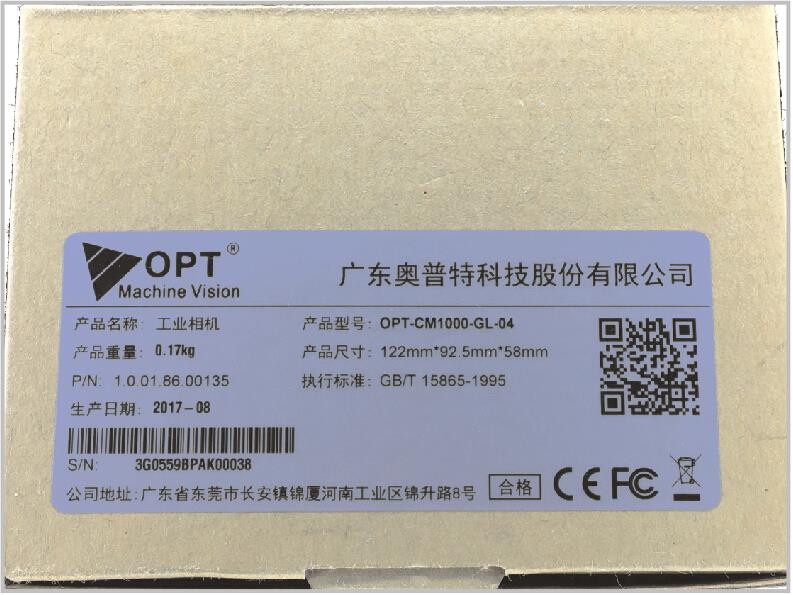 OPT®
Machine Vision
广东奥普特科技股份有限公司
产品名称: 工业相机 产品型号: OPT-CM1000-GL-04
产品重量: 0.17kg 产品尺寸: 122mm*92.5mm*58mm
P/N: 1.0.01.86.00135 执行标准: GB/T 15865-1995
生产日期: 2017-08
S/N: 3G0559BPAK00038
公司地址: 广东省东莞市长安镇锦厦河南工业区锦升路8号 合格 CE FC